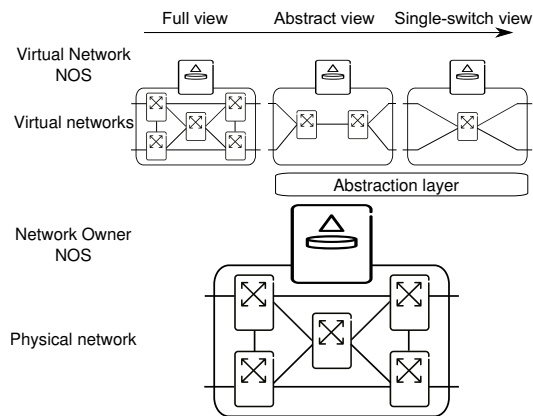 Full view Abstract view Single-switch view
Virtual Network
NOS
Virtual networks
Abstraction layer
Network Owner
NOS
Physical network